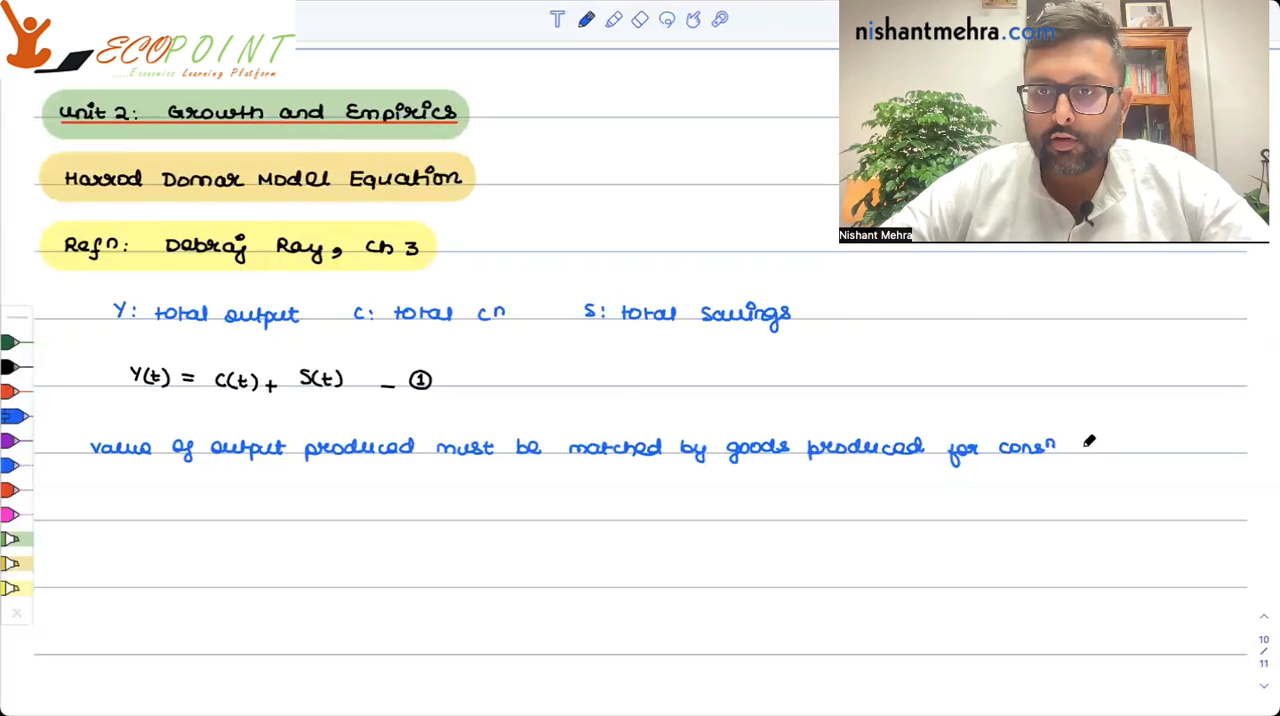 ECOPOINT
.....Economics Learning Platform
nishantmehra.com
Nishant Mehra
Unit 2: Growth and Empirics
Harrod Domar Model Equation
Refⁿ: Debraj Ray, Ch 3
Y: total output C: total cⁿ S: total savings
Y(t) = C(t) + S(t) – ①
value of output produced must be matched by goods produced for consⁿ
10
/
11